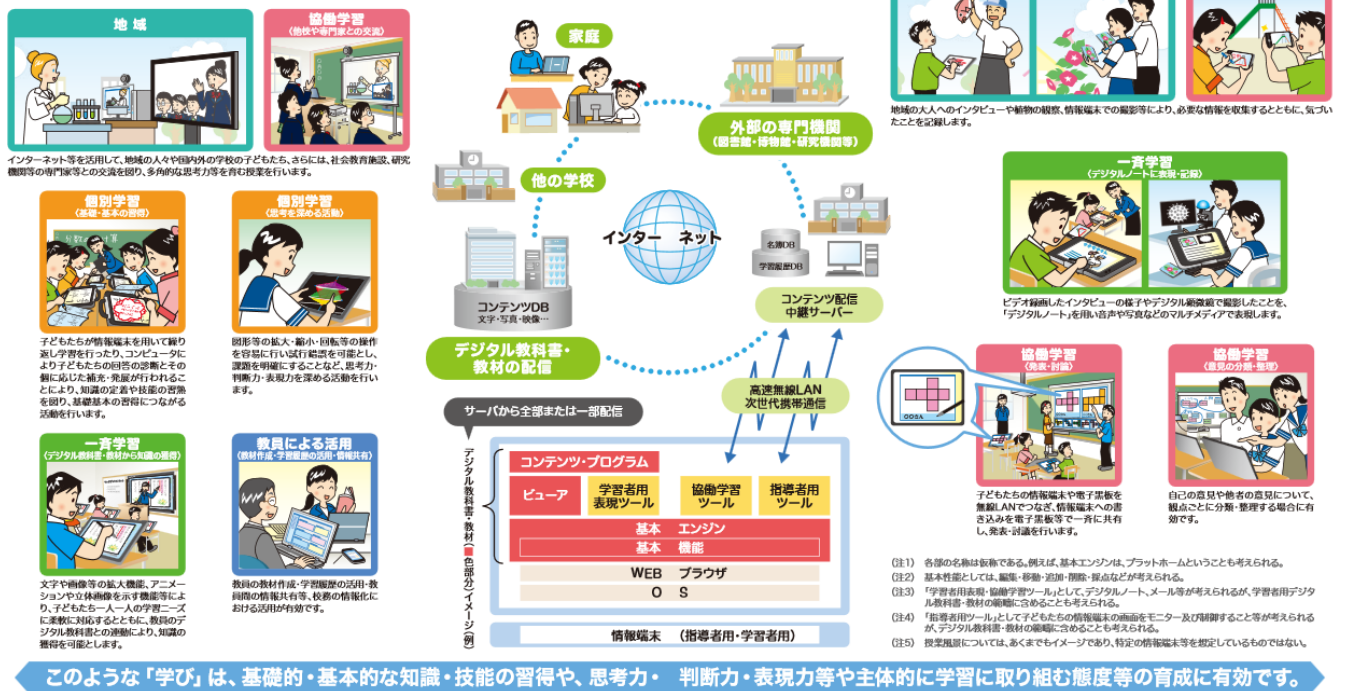 地域
協働学習
〈他校や専門家との交流〉
インターネット等を活用して、地域の人々や国内外の学校の子どもたち、さらには、社会教育施設、研究
機関等の専門家等との交流を図り、多角的な思考力等を育む授業を行います。
個別学習
〈基礎・基本の習得〉
子どもたちが情報端末を用いて繰り
返し学習を行ったり、コンピュータに
より子どもたちの回答の診断とその
個に応じた補充・発展が行われるこ
とにより、知識の定着や技能の習熟
を図り、基礎基本の習得につながる
活動を行います。
個別学習
〈思考を深める活動〉
図形等の拡大・縮小・回転等の操作
を容易に行い試行錯誤を可能とし、
課題を明確にすることなど、思考力・
判断力・表現力を深める活動を行い
ます。
一斉学習
〈デジタル教科書・教材から知識の獲得〉
文字や画像等の拡大機能、アニメー
ションや立体画像を示す機能等によ
り、子どもたち一人一人の学習ニーズ
に柔軟に対応するとともに、教員のデ
ジタル教科書との連動により、知識の
獲得を可能とします。
教員による活用
〈教材作成・学習履歴の活用・情報共有〉
教員の教材作成・学習履歴の活用・教
員間の情報共有等、校務の情報化に
おける活用が有効です。
家庭
外部の専門機関
(図書館・博物館・研究機関等)
他の学校
インターネット
名簿DB
学習履歴DB
コンテンツDB
文字・写真・映像…
コンテンツ配信
中継サーバー
デジタル教科書・
教材の配信
高速無線LAN
次世代携帯通信
サーバから全部または一部配信
デジタル教科書・教材(■色部分)イメージ(例)
コンテンツ・プログラム
ビューア
学習者用
表現ツール
協働学習
ツール
指導者用
ツール
基本 エンジン
基本 機能
WEB ブラウザ
O S
情報端末 (指導者用・学習者用)
地域の大人へのインタビューや植物の観察、情報端末での撮影等により、必要な情報を収集するとともに、気づい
たことを記録します。
一斉学習
〈デジタルノートに表現・記録〉
ビデオ録画したインタビューの様子やデジタル顕微鏡で撮影したことを、
「デジタルノート」を用い音声や写真などのマルチメディアで表現します。
協働学習
〈発表・討論〉
子どもたちの情報端末や電子黒板を
無線LANでつなぎ、情報端末への書
き込みを電子黒板等で一斉に共有
し、発表・討議を行います。
協働学習
〈意見の分類・整理〉
自己の意見や他者の意見について、
観点ごとに分類・整理する場合に有
効です。
○○さん
(注1) 各部の名称は仮称である。例えば、基本エンジンは、プラットホームということも考えられる。
(注2) 基本性能としては、編集・移動・追加・削除・採点などが考えられる。
(注3) 「学習者用表現・協働学習ツール」として、デジタルノート、メール等が考えられるが、学習者用デジタ
ル教科書・教材の範疇に含めることも考えられる。
(注4) 「指導者用ツール」として子どもたちの情報端末の画面をモニター及び制御すること等が考えられる
が、デジタル教科書・教材の範疇に含めることも考えられる。
(注5) 授業風景については、あくまでもイメージであり、特定の情報端末等を想定しているものではない。
このような「学び」は、基礎的・基本的な知識・技能の習得や、思考力・ 判断力・表現力等や主体的に学習に取り組む態度等の育成に有効です。